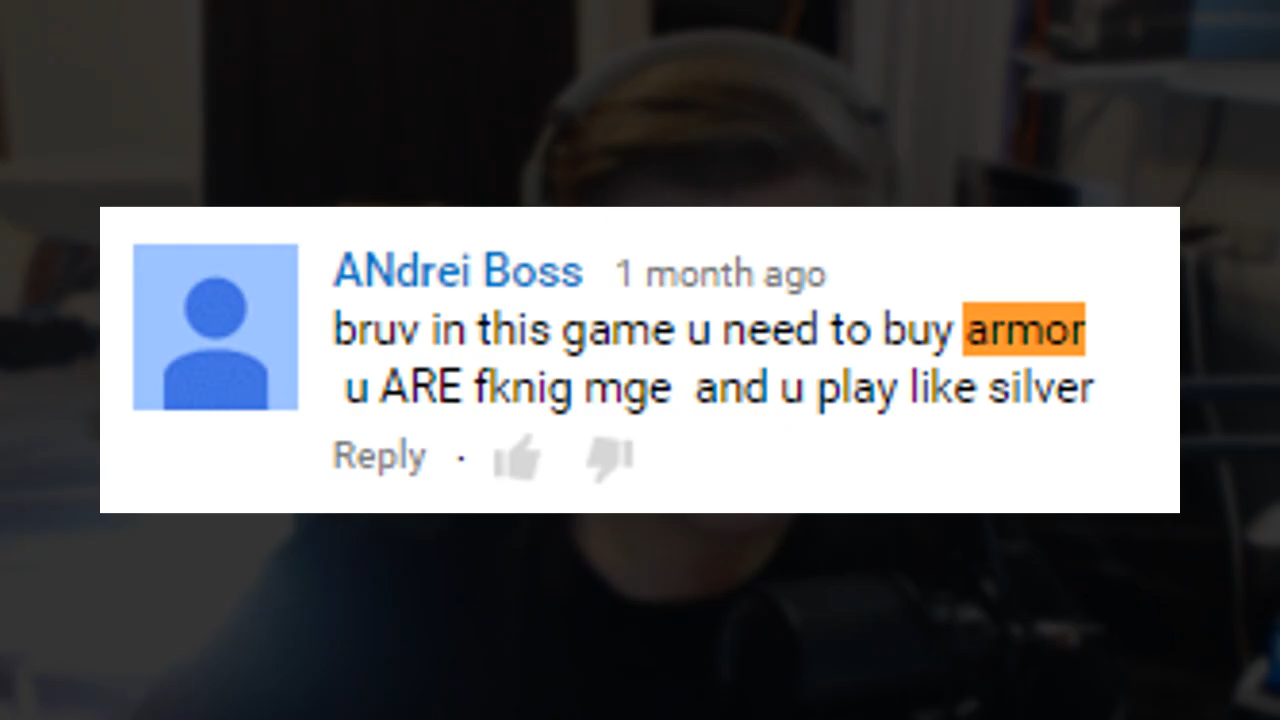 ANdrei Boss 1 month ago
bruv in this game u need to buy armor
u ARE fknig mge and u play like silver
Reply ·